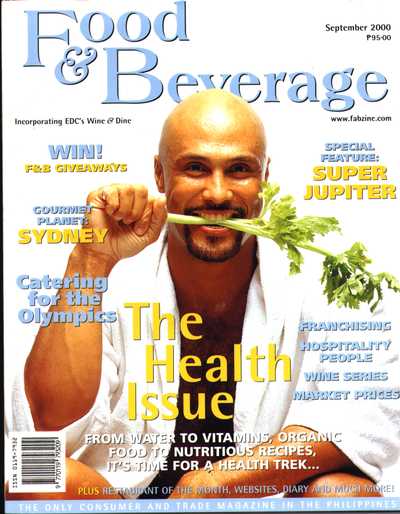 Food
& Beverage
September 2000
₱95.00
Incorporating EDC's Wine & Dine
www.fabzine.com
WIN!
F&B GIVEAWAYS
SPECIAL
FEATURE:
SUPER
JUPITER
GOURMET
PLANET:
SYDNEY
Catering
for the
Olympics
The
Health
Issue
FRANCHISING
HOSPITALITY
PEOPLE
WINE SERIES
MARKET PRICES
FROM WATER TO VITAMINS, ORGANIC
FOOD TO NUTRITIOUS RECIPES,
IT'S TIME FOR A HEALTH TREK...
PLUS RESTAURANT OF THE MONTH, WEBSITES, DIARY AND MUCH MORE!
THE ONLY CONSUMER AND TRADE MAGAZINE IN THE PHILIPPINES